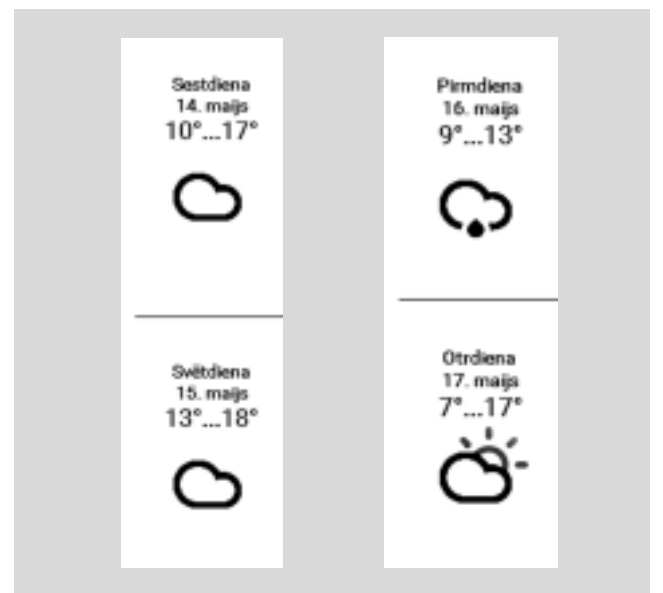 Sestdiena
14. maijs
10°...17°
Svētdiena
15. maijs
13°...18°
Pirmdiena
16. maijs
9°...13°
Otrdiena
17. maijs
7°...17°